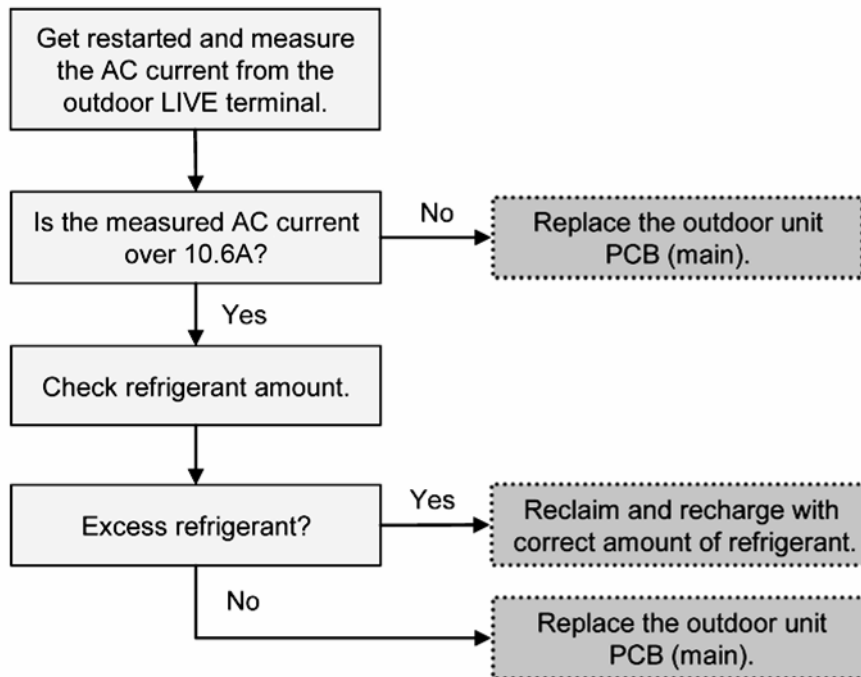 Get restarted and measure
the AC current from the
outdoor LIVE terminal.
Is the measured AC current
over 10.6A?
No
Replace the outdoor unit
PCB (main).
Yes
Check refrigerant amount.
Excess refrigerant?
Yes
Reclaim and recharge with
correct amount of refrigerant.
No
Replace the outdoor unit
PCB (main).